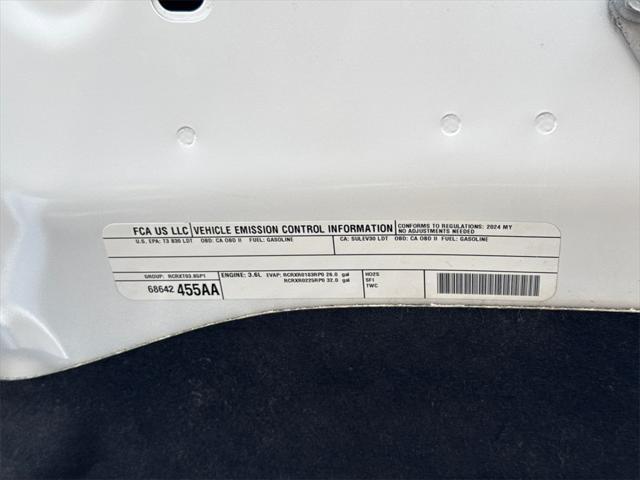 FCA US LLC VEHICLE EMISSION CONTROL INFORMATION CONFORMS TO REGULATIONS: 2024 MY
NO ADJUSTMENTS NEEDED
U.S. EPA: T3 B30 LDT OBD: CA OBD II FUEL: GASOLINE CA: SULEV30 LDT OBD: CA OBD II FUEL: GASOLINE
GROUP: RCRXT03.65P1 ENGINE: 3.6L EVAP: RCRXR0183RP0 26.0 gal HO2S
RCRXR0225RP0 32.0 gal SFI
68642 455AA TWC